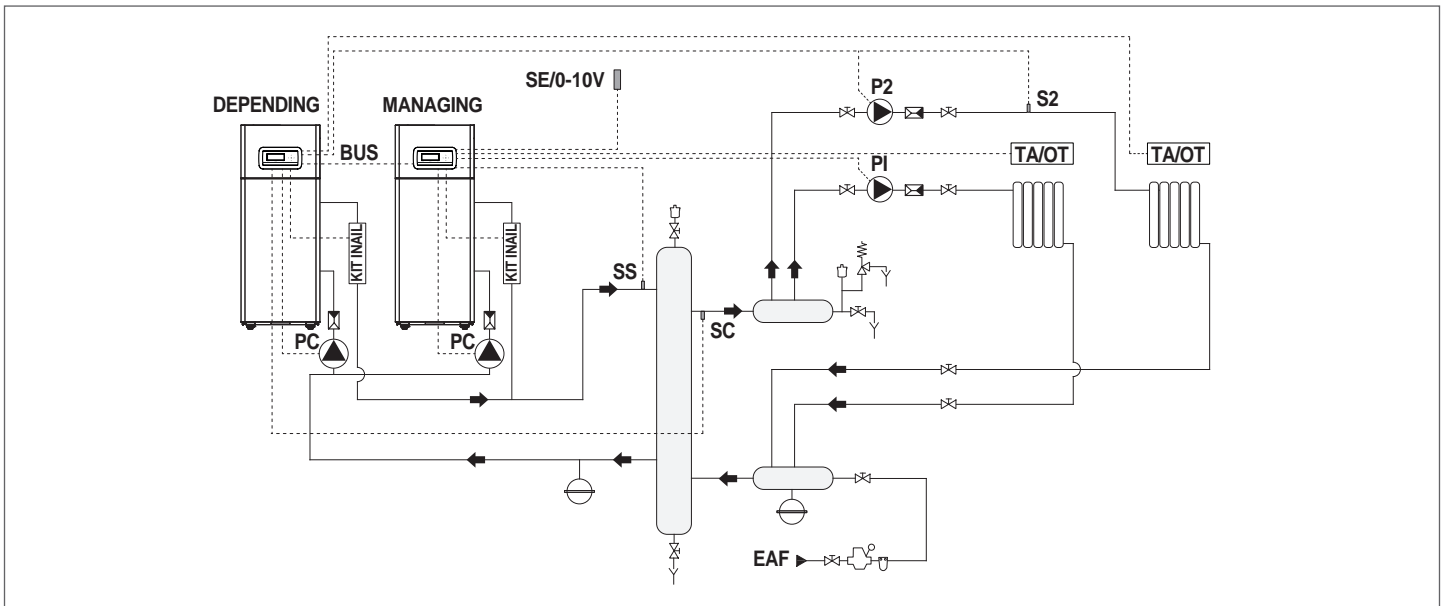 SE/0-10V
P2
S2
DEPENDING
MANAGING
BUS
TA/OT
TA/OT
P1
KIT INAIL
KIT INAIL
SS
SC
PC
PC
EAF